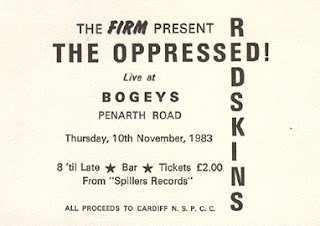 THE FIRM PRESENT
THE OPPRESSED!
Live at
BOGEYS
PENARTH ROAD
Thursday, 10th November, 1983
8 'til Late ★ Bar ★ Tickets £2.00
From "Spillers Records"
ALL PROCEEDS TO CARDIFF N. S. P. C. C.
REDSKINS